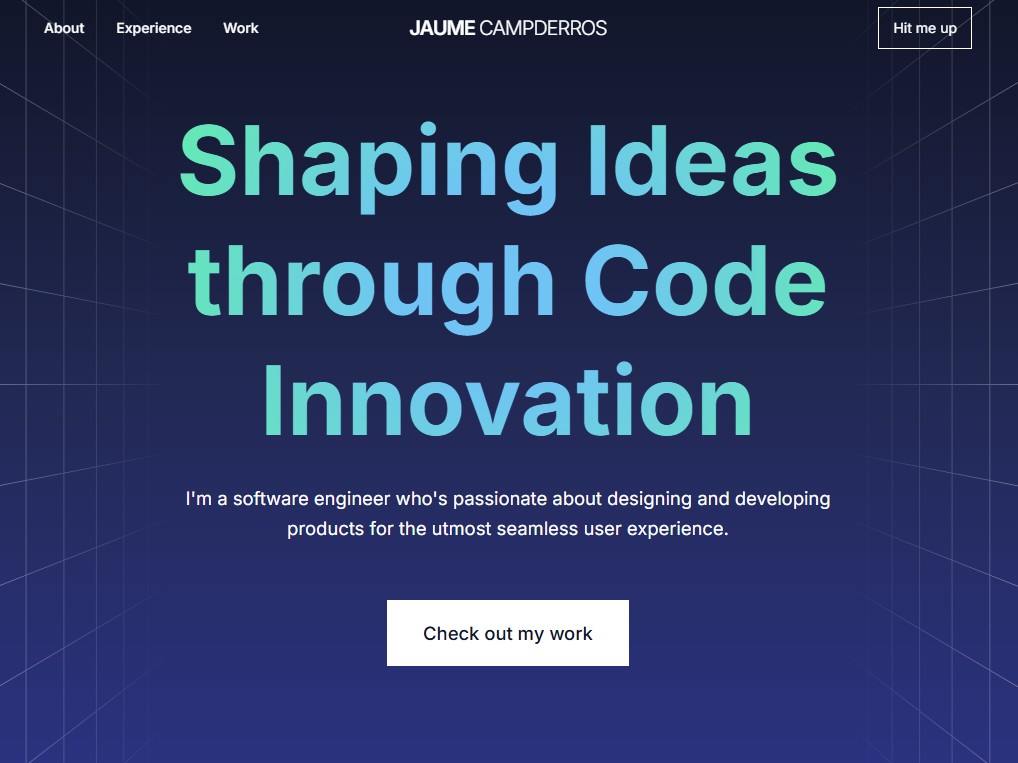 About Experience Work JAUME CAMPDERROS Hit me up
Shaping Ideas
through Code
Innovation
I'm a software engineer who's passionate about designing and developing
products for the utmost seamless user experience.
Check out my work